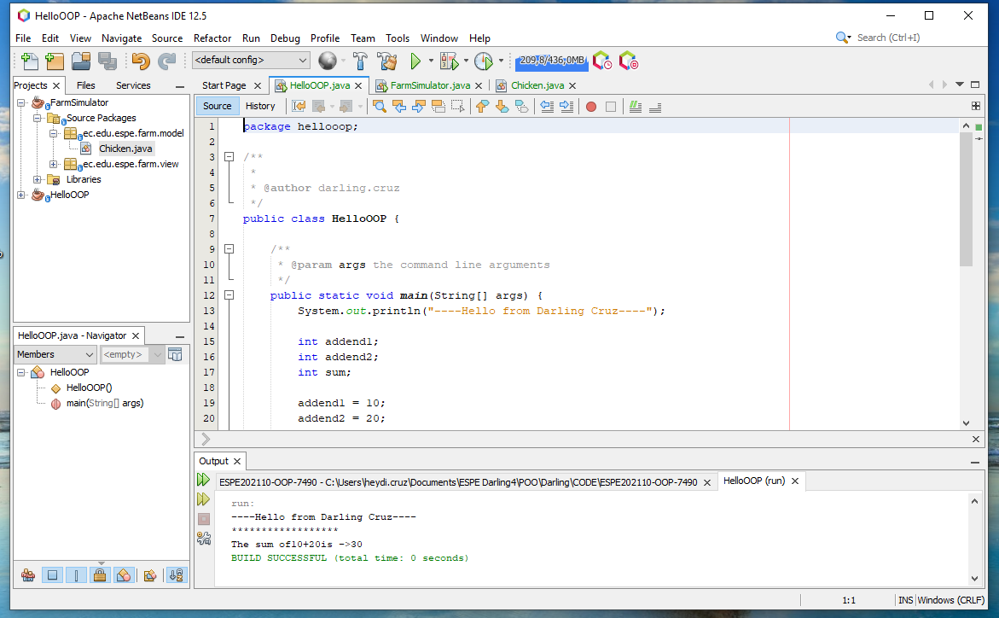 HelloOOP - Apache NetBeans IDE 12.5
File Edit View Navigate Source Refactor Run Debug Profile Team Tools Window Help
Search (Ctrl+I)
<default config>
209,8/436,0MB
Projects Files Services
FarmSimulator
Source Packages
ec.edu.espe.farm.model
Chicken.java
ec.edu.espe.farm.view
Libraries
HelloOOP
Start Page HelloOOP.java FarmSimulator.java Chicken.java
Source History
1 package hellooop;
2
3 /**
4 *
5 * @author darling.cruz
6 */
7 public class HelloOOP {
8
9 /**
10 * @param args the command line arguments
11 */
12 public static void main(String[] args) {
13 System.out.println("----Hello from Darling Cruz----");
14
15 int addend1;
16 int addend2;
17 int sum;
18
19 addend1 = 10;
20 addend2 = 20;
HelloOOP.java - Navigator
Members <empty>
HelloOOP
HelloOOP()
main(String[] args)
Output
ESPE202110-OOP-7490 - C:\Users\heydi.cruz\Documents\ESPE Darling4\POO\Darling\CODE\ESPE202110-OOP-7490 HelloOOP (run)
run:
----Hello from Darling Cruz----
******************
The sum of10+20is ->30
BUILD SUCCESSFUL (total time: 0 seconds)
1:1 INS Windows (CRLF)